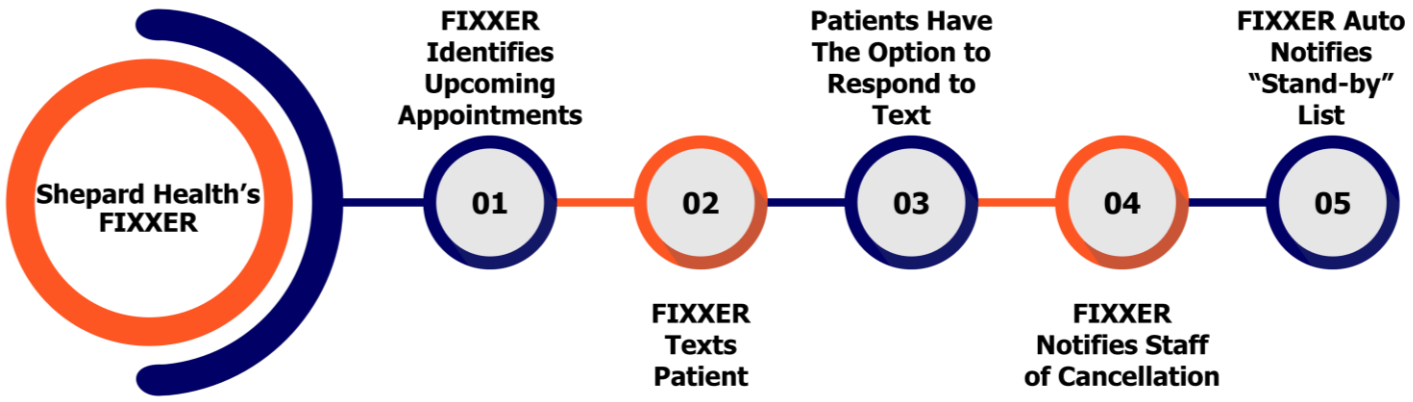 Shepard Health's
FIXXER
FIXXER
Identifies
Upcoming
Appointments
01
FIXXER
Texts
Patient
02
Patients Have
The Option to
Respond to
Text
03
FIXXER
Notifies Staff
of Cancellation
04
FIXXER Auto
Notifies
“Stand-by”
List
05